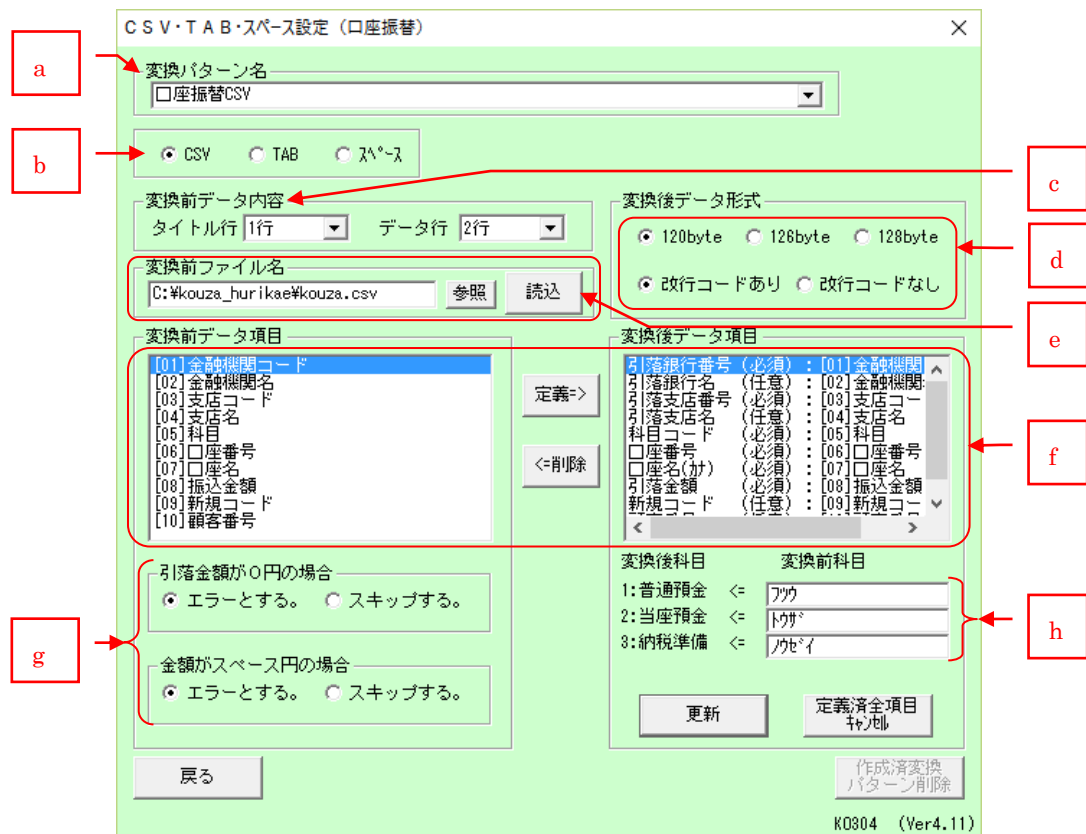 CSV・TAB・スペース設定（口座振替）
a
変換パターン名
口座振替CSV
b
CSV TAB スペース
c
変換前データ内容
タイトル行 1行 データ行 2行
変換後データ形式
120byte 126byte 128byte
改行コードあり 改行コードなし
d
変換前ファイル名
C:¥kouza_hurikae¥kouza.csv 参照 読込
e
変換前データ項目
[01]金融機関コード
[02]金融機関名
[03]支店コード
[04]支店名
[05]科目
[06]口座番号
[07]口座名
[08]振込金額
[09]新規コード
[10]顧客番号
定義=>
<=削除
変換後データ項目
引落銀行番号 (必須) : [01]金融機関
引落銀行名 (任意) : [02]金融機関
引落支店番号 (必須) : [03]支店コー
引落支店名 (任意) : [04]支店名
科目コード (必須) : [05]科目
口座番号 (必須) : [06]口座番号
口座名(ｶﾅ) (必須) : [07]口座名
引落金額 (必須) : [08]振込金額
新規コード (任意) : [09]新規コー
f
引落金額が０円の場合
エラーとする。 スキップする。
g
金額がスペース円の場合
エラーとする。 スキップする。
変換後科目 変換前科目
1:普通預金 <= ﾌﾂｳ
2:当座預金 <= ﾄｳｻﾞ
3:納税準備 <= ﾉｳｾﾞｲ
h
更新
定義済全項目
ｷｬﾝｾﾙ
戻る
作成済変換
パターン削除
K0304 (Ver4.11)